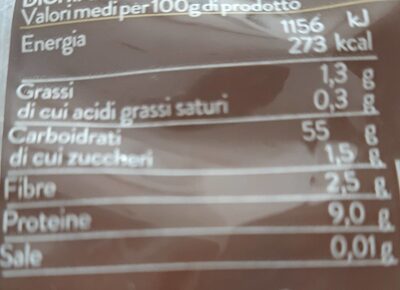 Valori medi per 100g di prodotto
Energia 1156 kJ
273 kcal
Grassi 1,3 g
di cui acidi grassi saturi 0,3 g
Carboidrati 55 g
di cui zuccheri 1,5 g
Fibre 2,5 g
Proteine 9,0 g
Sale 0,01 g